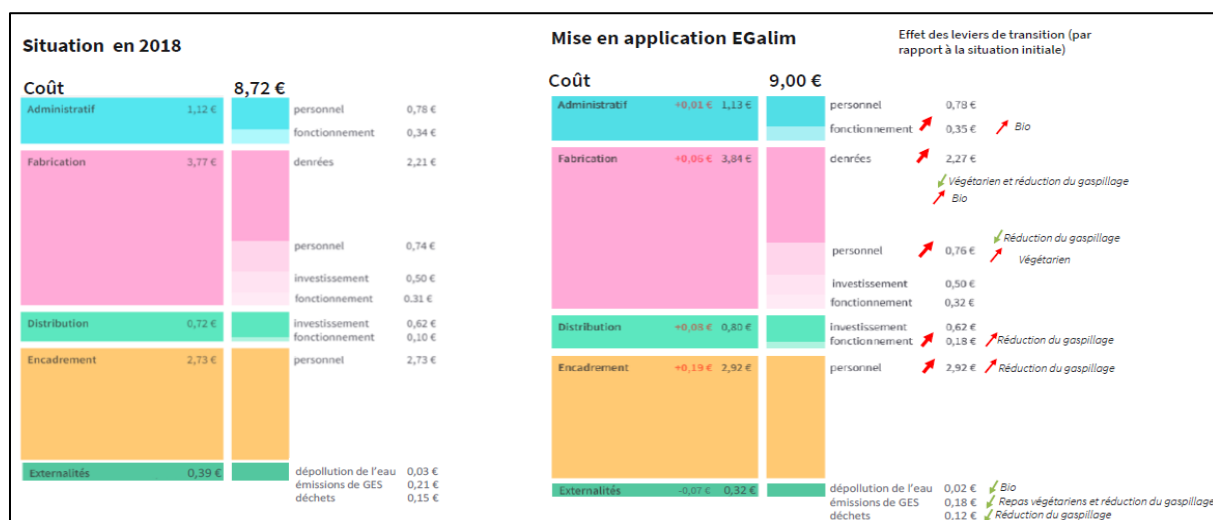 Situation en 2018
Coût 8,72 €
Administratif 1,12 €
personnel 0,78 €
fonctionnement 0,34 €
Fabrication 3,77 €
denrées 2,21 €
personnel 0,74 €
investissement 0,50 €
fonctionnement 0.31 €
Distribution 0,72 €
investissement 0,62 €
fonctionnement 0,10 €
Encadrement 2,73 €
personnel 2,73 €
Externalités 0,39 €
dépollution de l'eau 0,03 €
émissions de GES 0,21 €
déchets 0,15 €
Mise en application EGalim
Effet des leviers de transition (par
rapport à la situation initiale)
Coût 9,00 €
Administratif +0,01 € 1,13 €
personnel 0,78 €
fonctionnement 0,35 € Bio
Fabrication +0,06 € 3,84 €
denrées 2,27 €
Végétarien et réduction du gaspillage
Bio
Réduction du gaspillage
personnel 0,76 €
Végétarien
investissement 0,50 €
fonctionnement 0,32 €
Distribution +0,08 € 0,80 €
investissement 0,62 €
fonctionnement 0,18 € Réduction du gaspillage
Encadrement +0,19 € 2,92 €
personnel 2,92 € Réduction du gaspillage
Externalités -0,07 € 0,32 €
dépollution de l'eau 0,02 € Bio
émissions de GES 0,18 € Repas végétariens et réduction du gaspillage
déchets 0,12 € Réduction du gaspillage